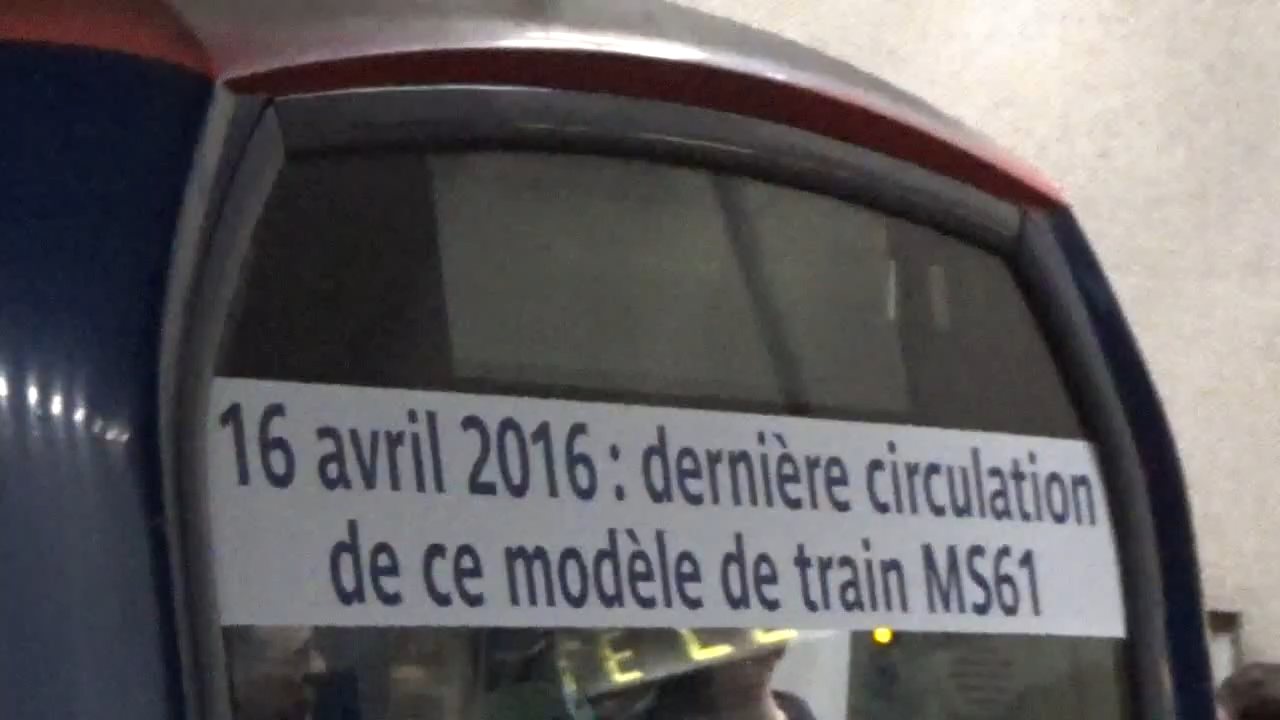 16 avril 2016 : dernière circulation
de ce modèle de train MS61